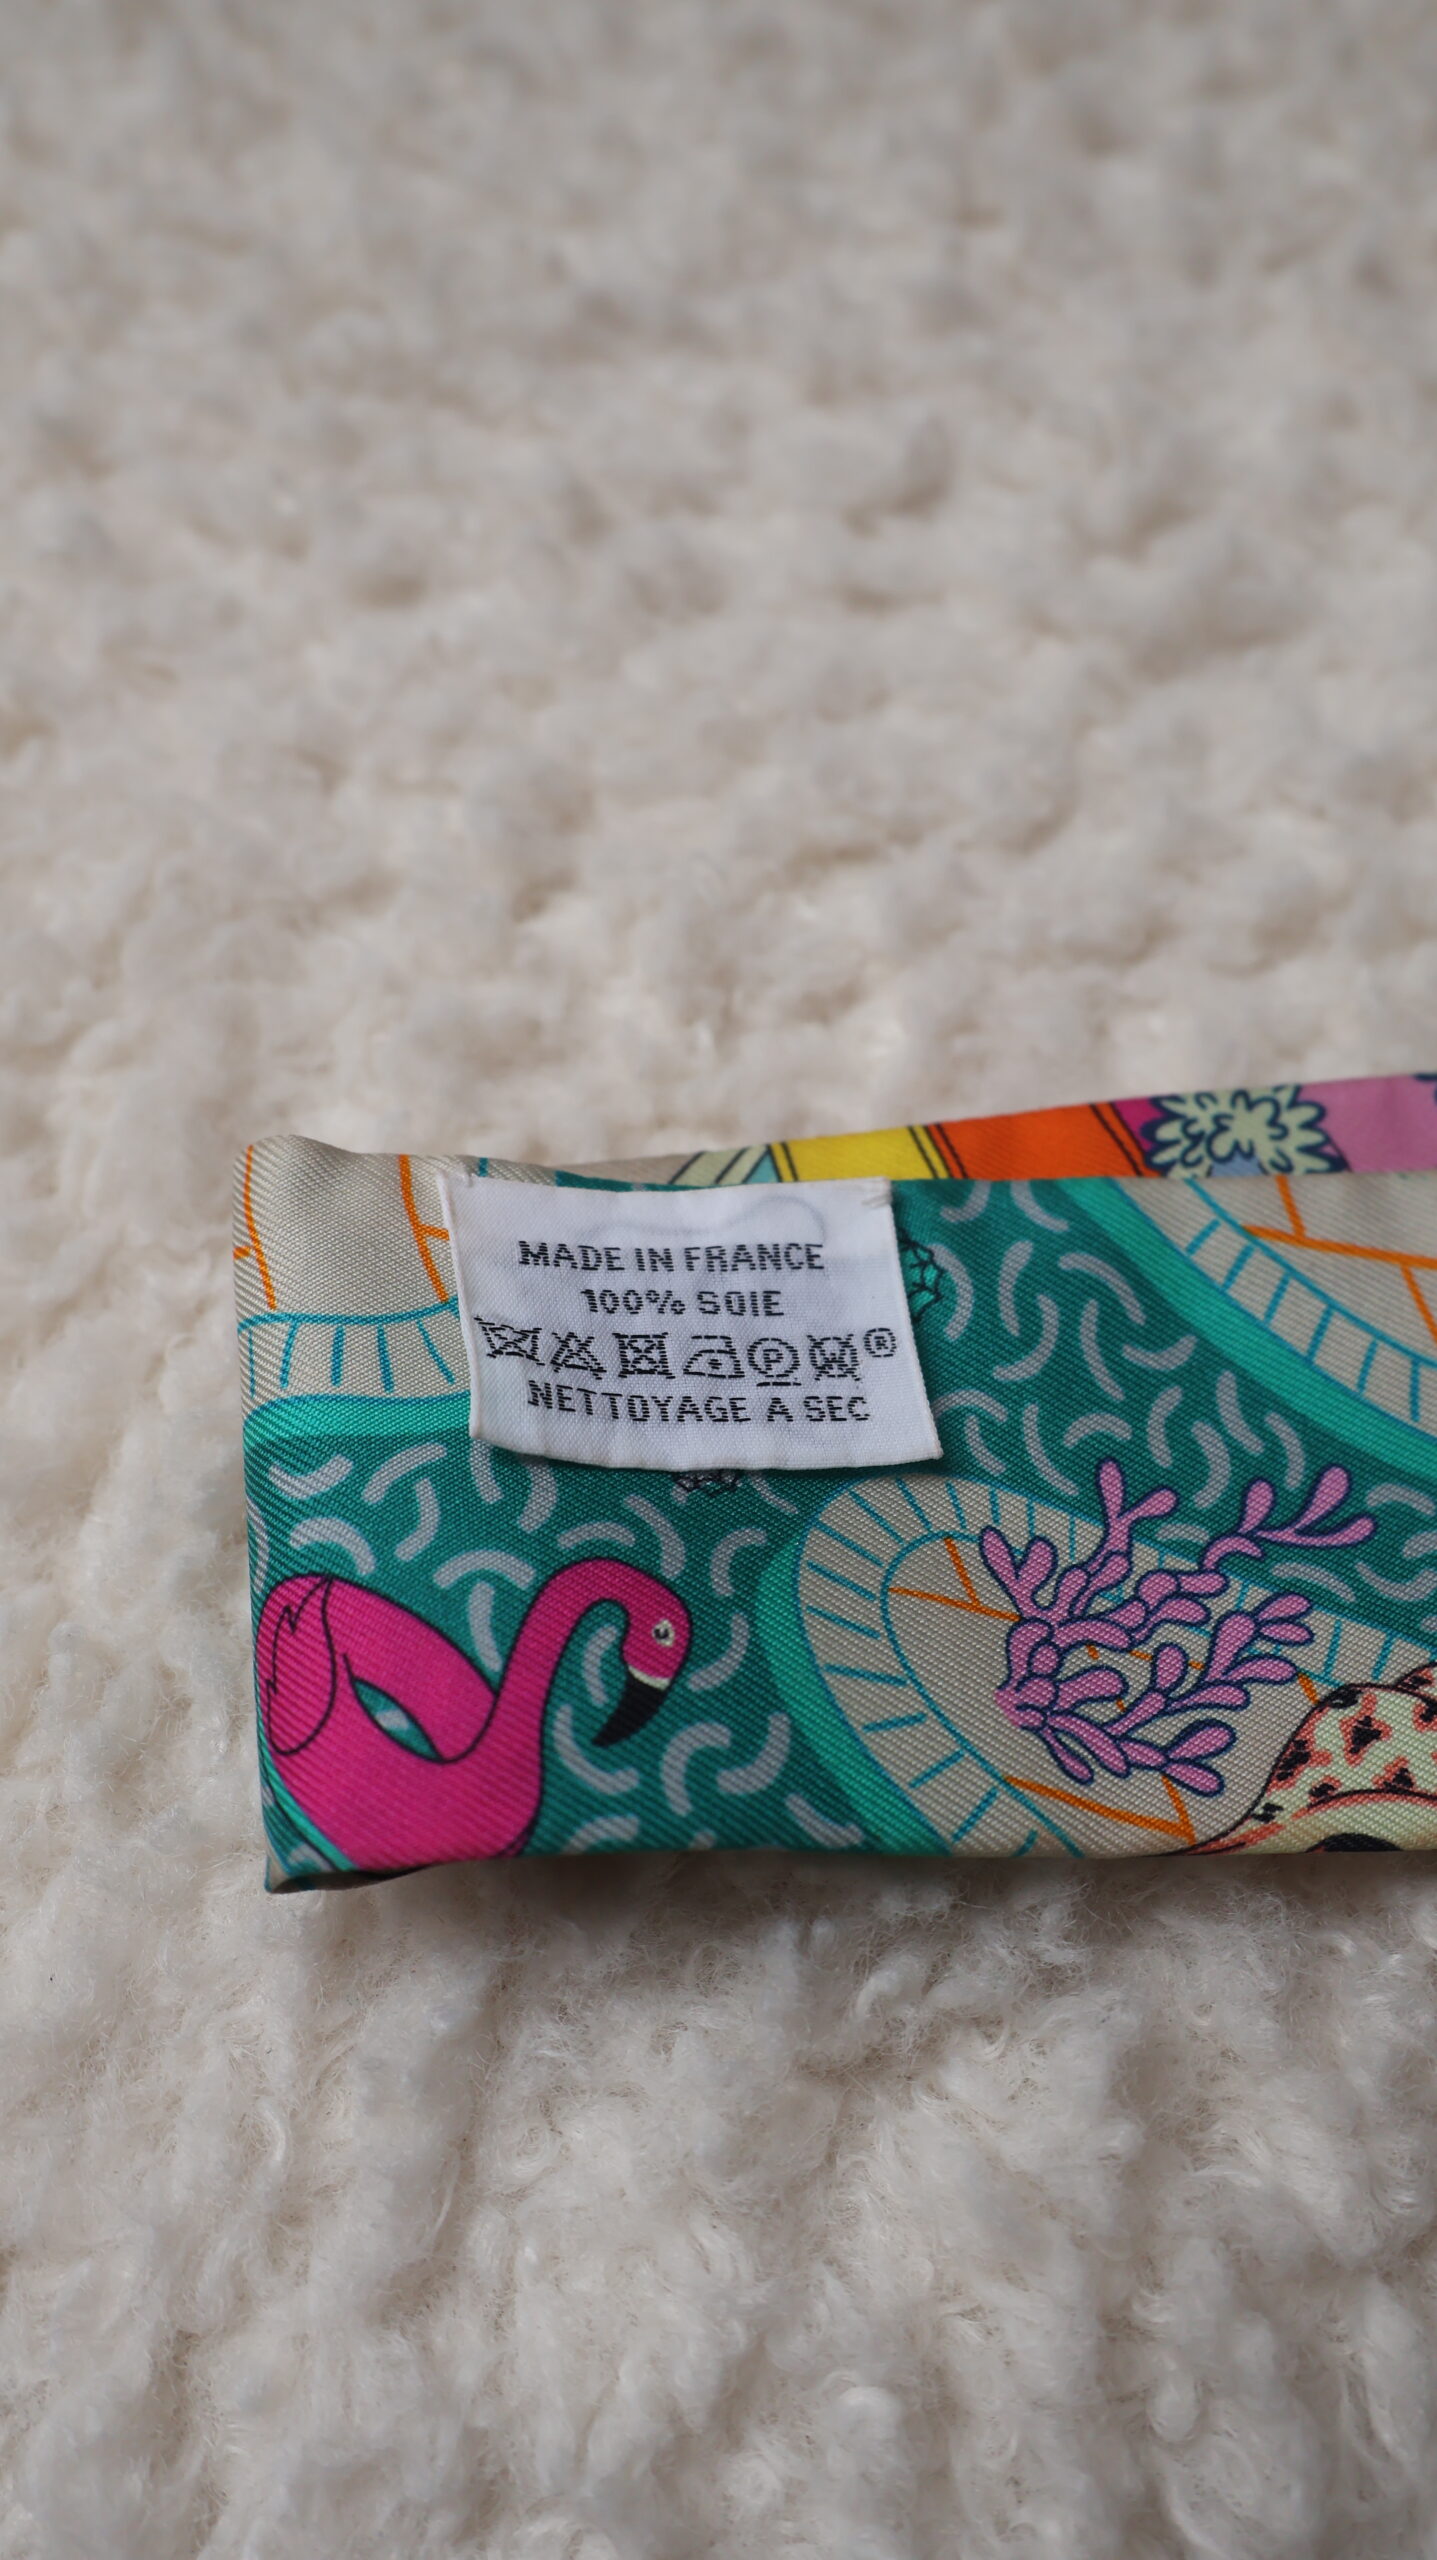 MADE IN FRANCE
100% SOIE
P W ®
NETTOYAGE A SEC